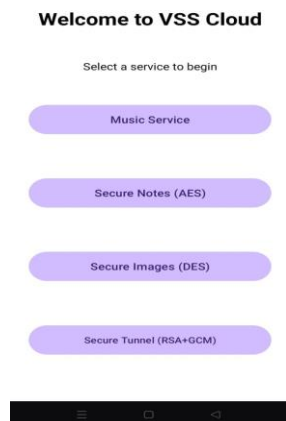 Welcome to VSS Cloud
Select a service to begin
Music Service
Secure Notes (AES)
Secure Images (DES)
Secure Tunnel (RSA+GCM)